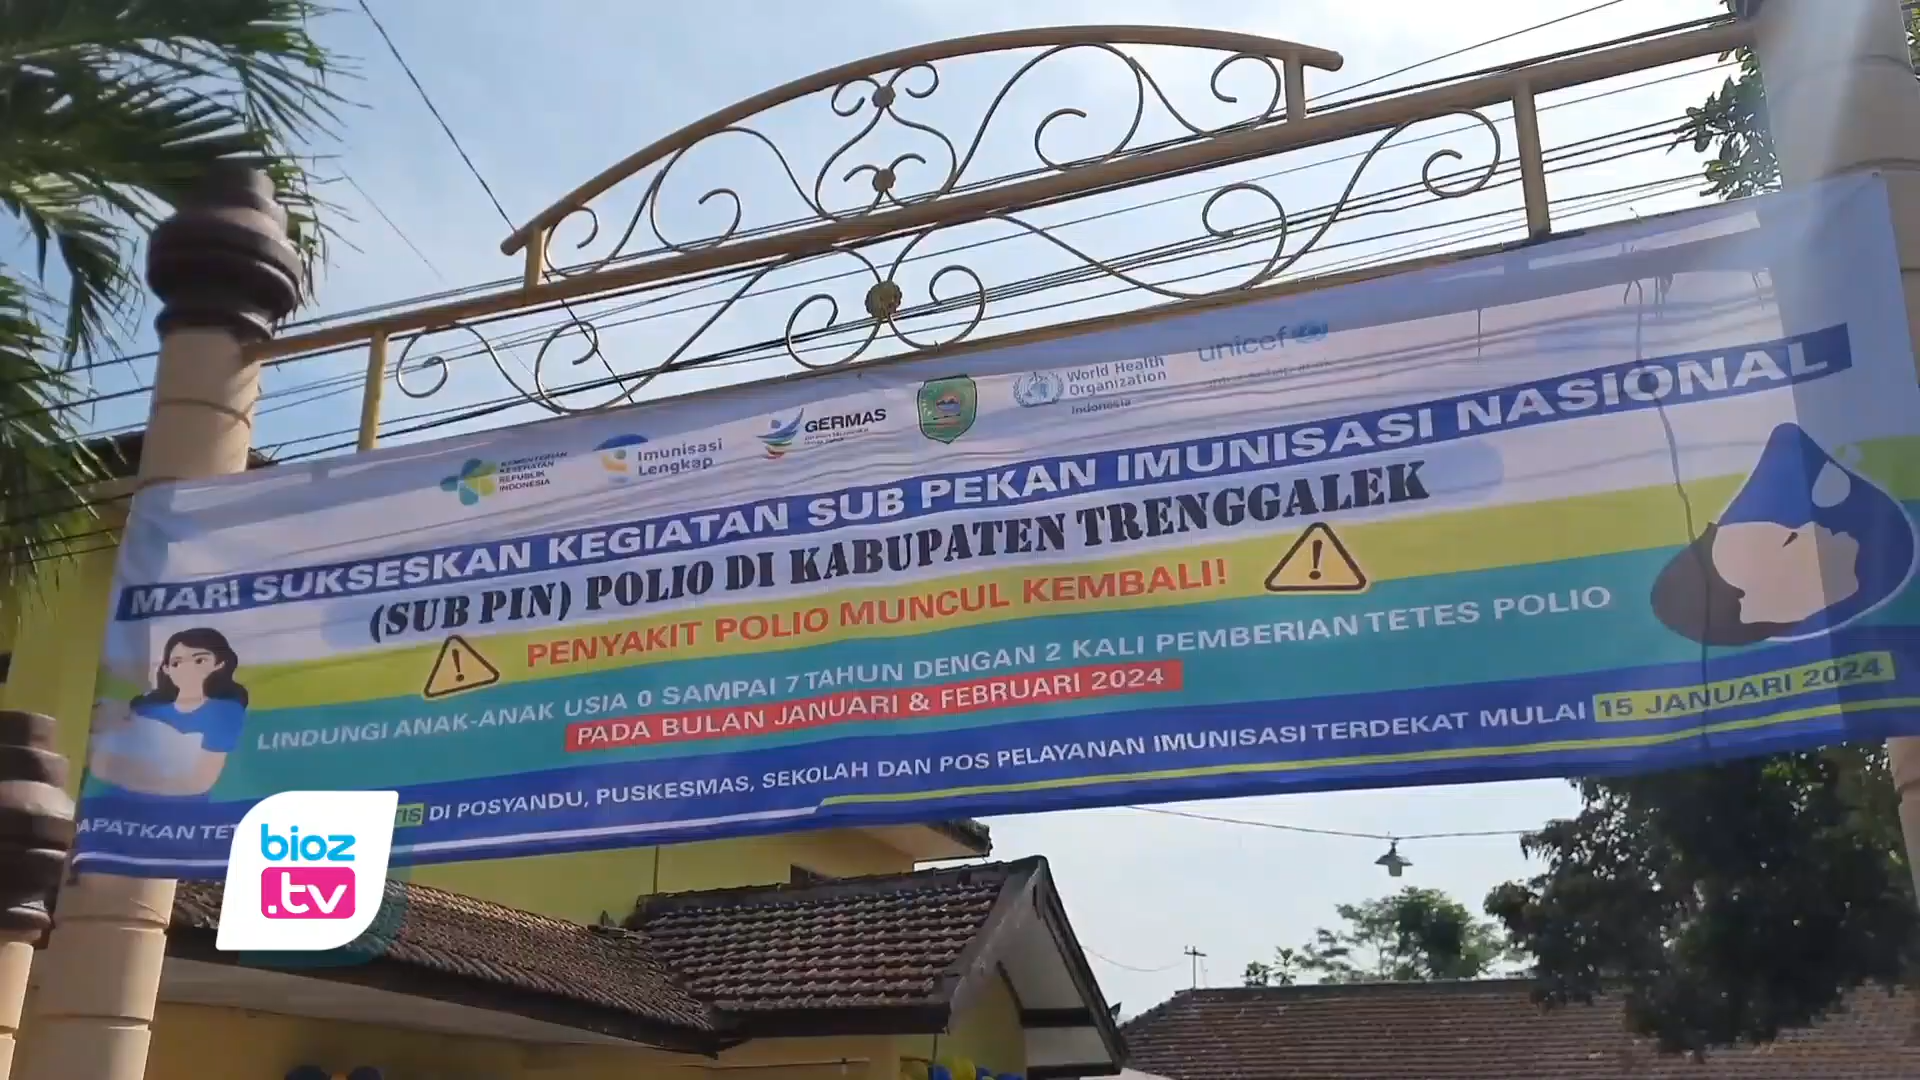 KEMENTERIAN
KESEHATAN
REPUBLIK
INDONESIA
Imunisasi
Lengkap
GERMAS
World Health
Organization
Indonesia
unicef
MARI SUKSESKAN KEGIATAN SUB PEKAN IMUNISASI NASIONAL
(SUB PIN) POLIO DI KABUPATEN TRENGGALEK
PENYAKIT POLIO MUNCUL KEMBALI!
LINDUNGI ANAK-ANAK USIA 0 SAMPAI 7 TAHUN DENGAN 2 KALI PEMBERIAN TETES POLIO
PADA BULAN JANUARI & FEBRUARI 2024
APATKAN TET TIS DI POSYANDU, PUSKESMAS, SEKOLAH DAN POS PELAYANAN IMUNISASI TERDEKAT MULAI 15 JANUARI 2024
bioz
.tv